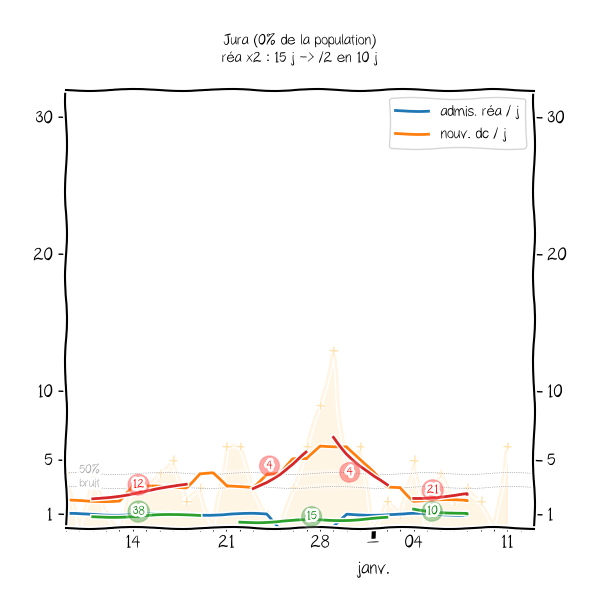 Jura (0% de la population)
réa x2 : 15 j -> /2 en 10 j
admis. réa / j
nouv. dc / j
30 30
20 20
10 10
5 5
50%
bruit
1 1
12
38
4
15
4
21
10
14 21 28 1 04 11
janv.